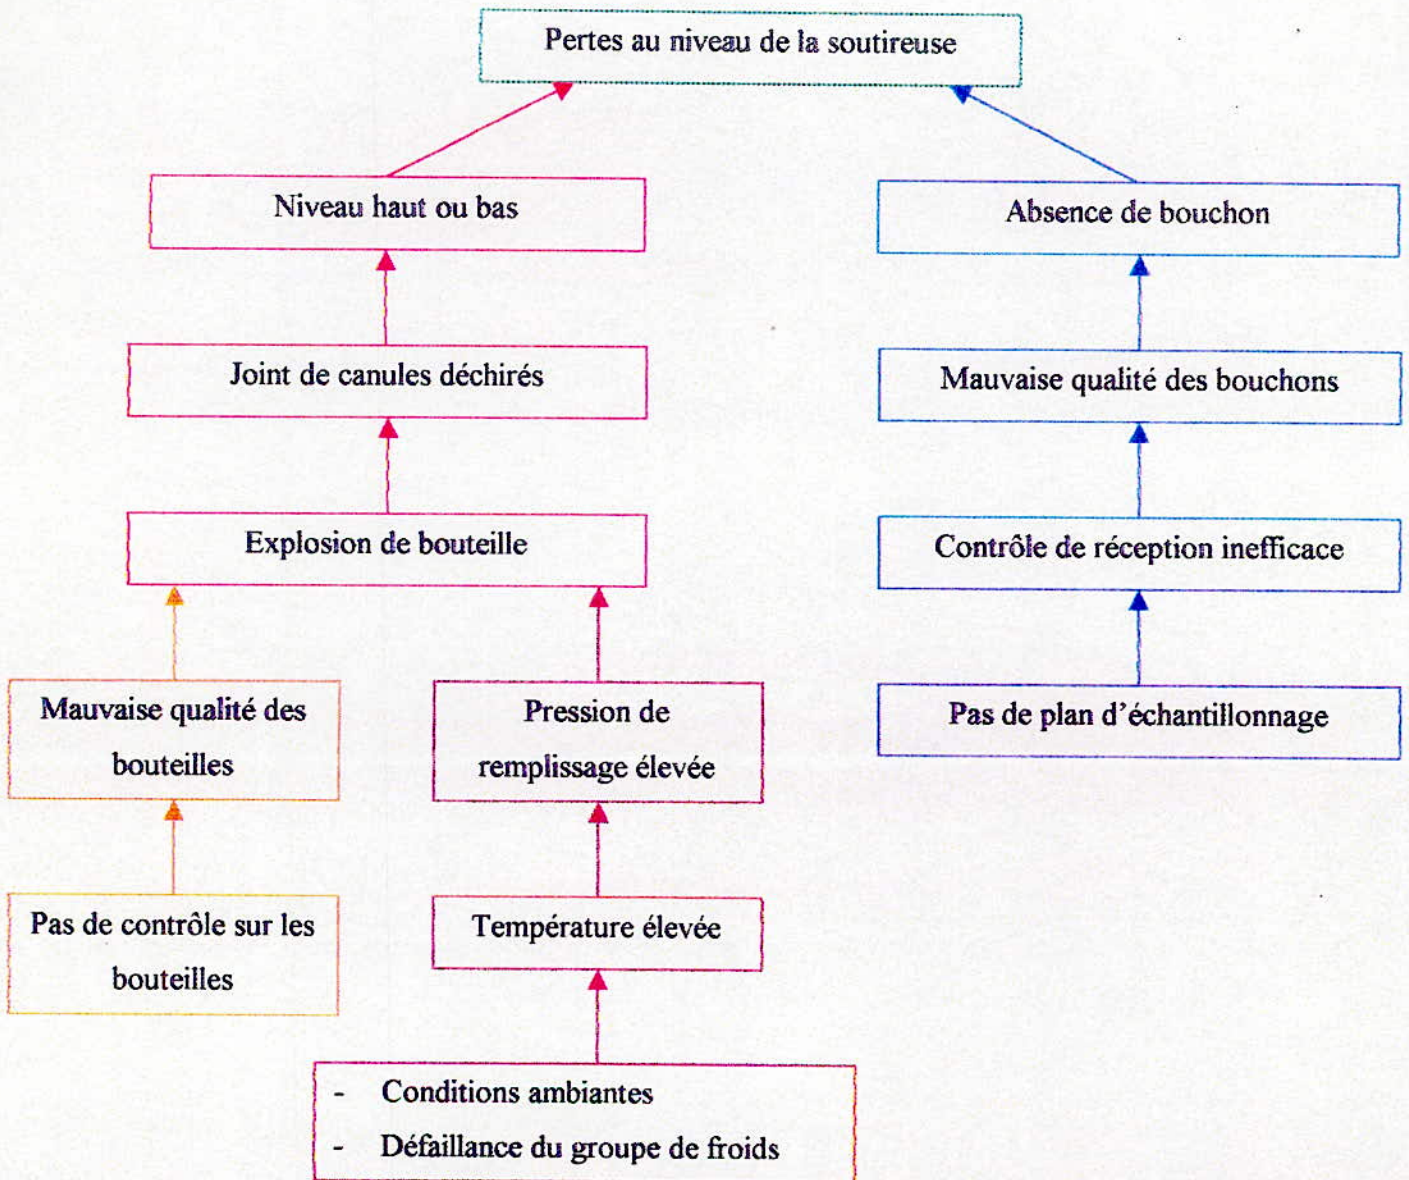 Pertes au niveau de la soutireuse
Niveau haut ou bas
Absence de bouchon
Joint de canules déchirés
Mauvaise qualité des bouchons
Explosion de bouteille
Contrôle de réception inefficace
Mauvaise qualité des
bouteilles
Pression de
remplissage élevée
Pas de plan d'échantillonnage
Pas de contrôle sur les
bouteilles
Température élevée
- Conditions ambiantes
- Défaillance du groupe de froids